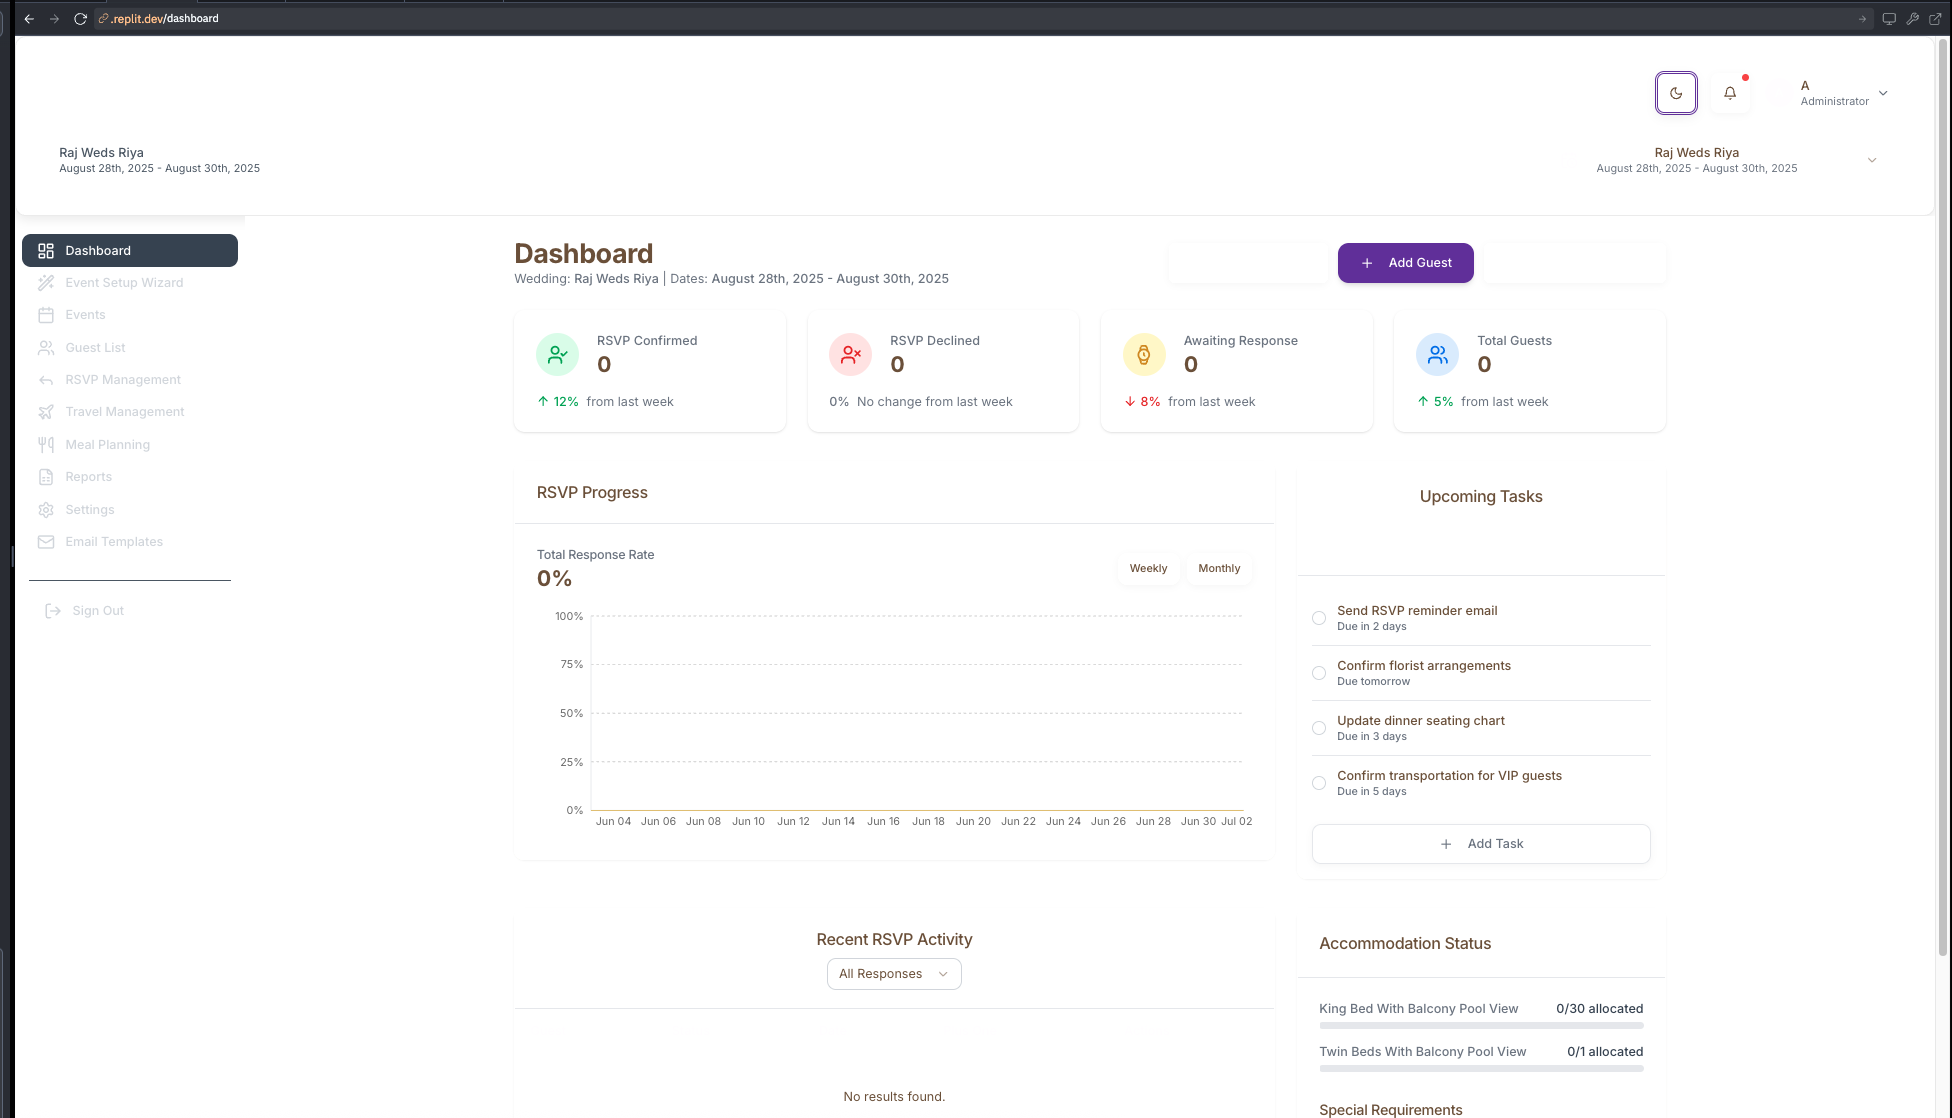 .replit.dev/dashboard
A
Administrator
Raj Weds Riya
August 28th, 2025 - August 30th, 2025
Raj Weds Riya
August 28th, 2025 - August 30th, 2025
Dashboard
Event Setup Wizard
Events
Guest List
RSVP Management
Travel Management
Meal Planning
Reports
Settings
Email Templates
Sign Out
Dashboard
Wedding: Raj Weds Riya | Dates: August 28th, 2025 - August 30th, 2025
Add Guest
RSVP Confirmed
0
12% from last week
RSVP Declined
0
0% No change from last week
Awaiting Response
0
8% from last week
Total Guests
0
5% from last week
RSVP Progress
Total Response Rate
0%
Weekly
Monthly
100%
75%
50%
25%
0%
Jun 04 Jun 06 Jun 08 Jun 10 Jun 12 Jun 14 Jun 16 Jun 18 Jun 20 Jun 22 Jun 24 Jun 26 Jun 28 Jun 30 Jul 02
Upcoming Tasks
Send RSVP reminder email
Due in 2 days
Confirm florist arrangements
Due tomorrow
Update dinner seating chart
Due in 3 days
Confirm transportation for VIP guests
Due in 5 days
Add Task
Recent RSVP Activity
All Responses
No results found.
Accommodation Status
King Bed With Balcony Pool View 0/30 allocated
Twin Beds With Balcony Pool View 0/1 allocated
Special Requirements